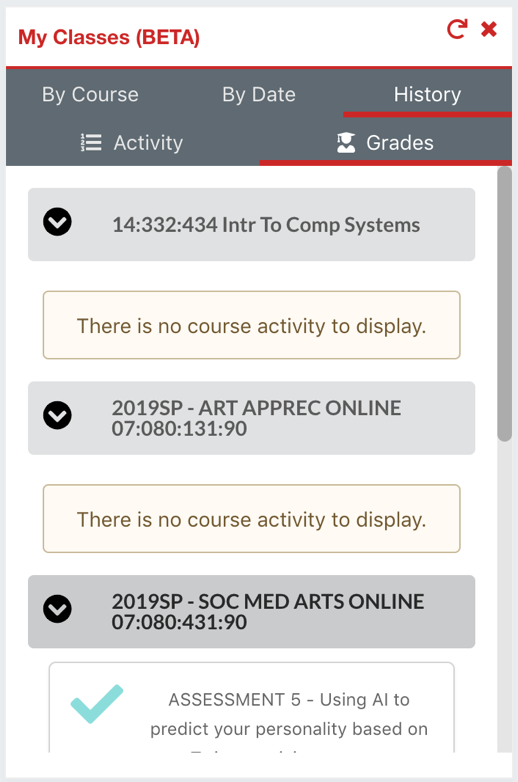 My Classes (BETA)
By Course By Date History
Activity Grades
14:332:434 Intr To Comp Systems
There is no course activity to display.
2019SP - ART APPREC ONLINE
07:080:131:90
There is no course activity to display.
2019SP - SOC MED ARTS ONLINE
07:080:431:90
ASSESSMENT 5 - Using AI to
predict your personality based on